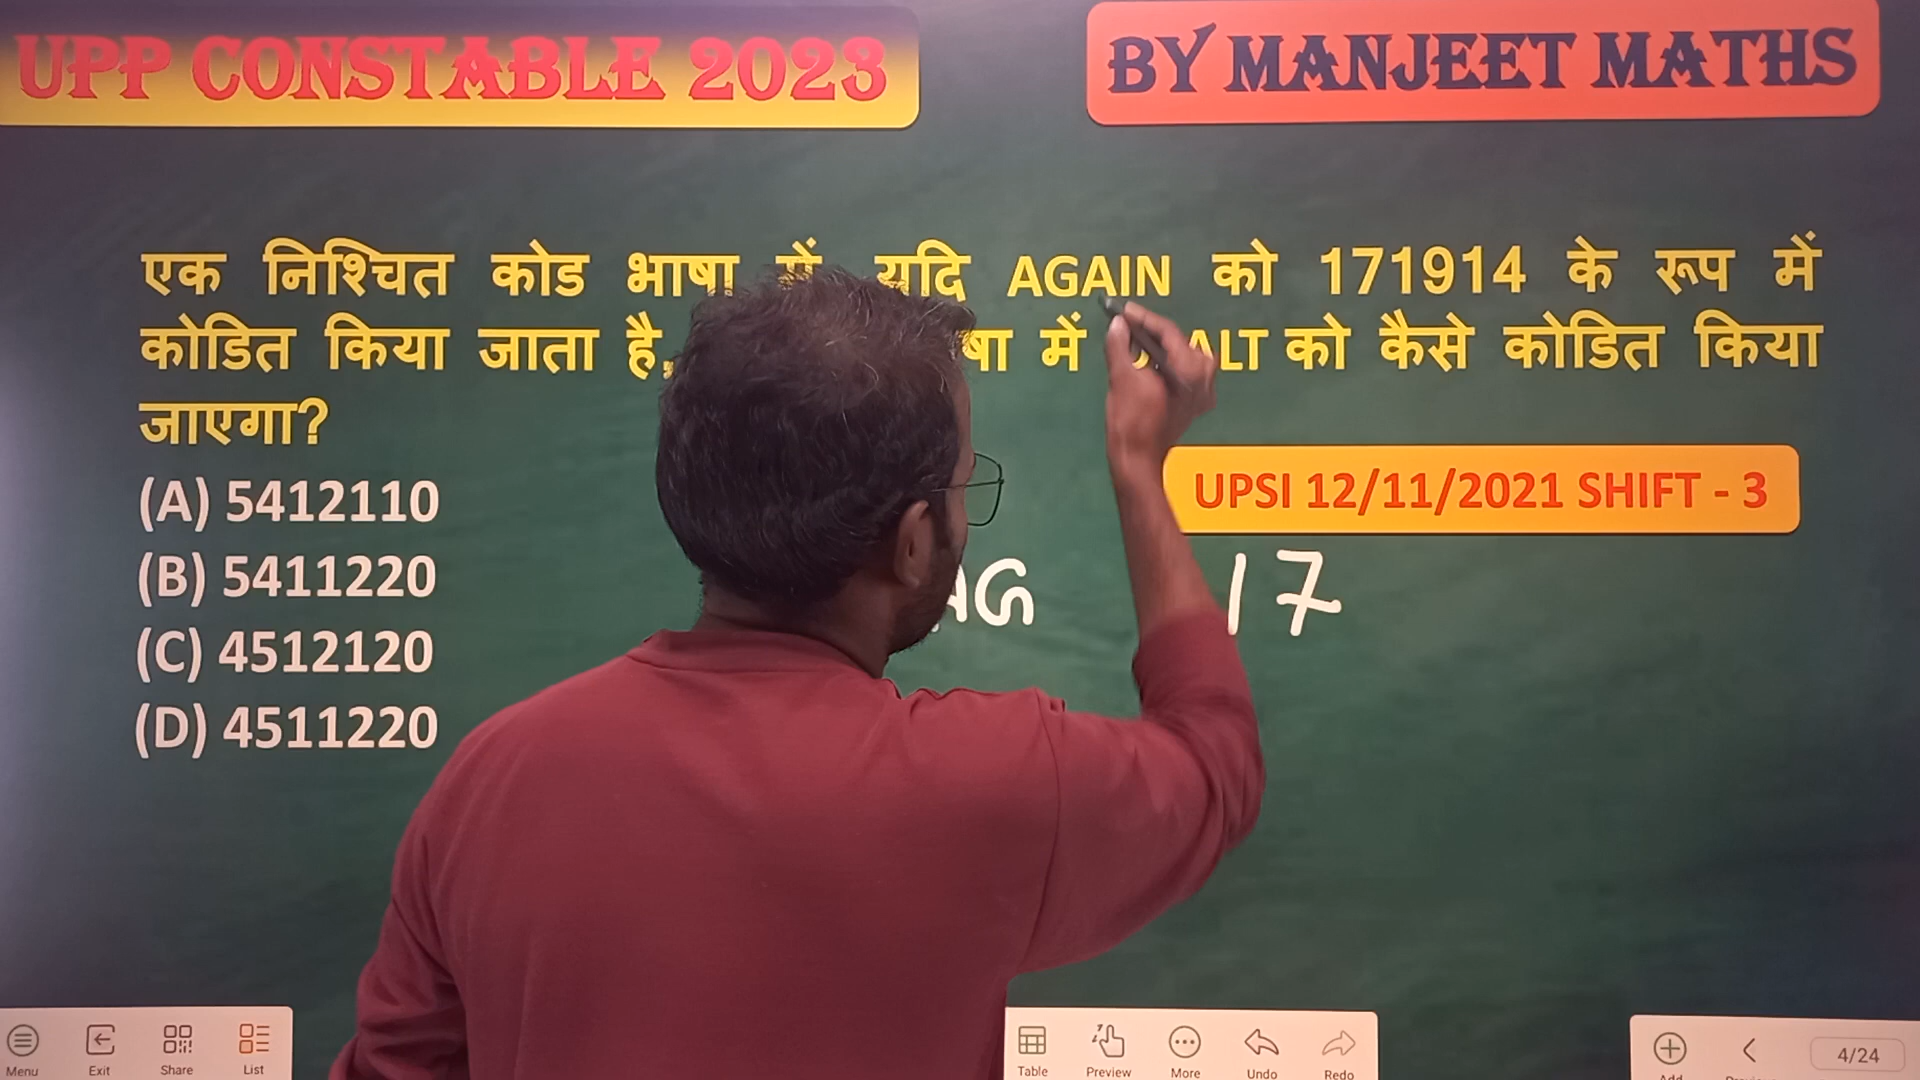 UPP CONSTABLE 2023
BY MANJEET MATHS
एक निश्चित कोड भाषा में यदि AGAIN को 171914 के रूप में
कोडित किया जाता है, में ALT को कैसे कोडित किया
जाएगा?
(A) 5412110
(B) 5411220
(C) 4512120
(D) 4511220
UPSI 12/11/2021 SHIFT - 3
AG 17
Menu Exit Share List
Table Preview More Undo Redo
4/24